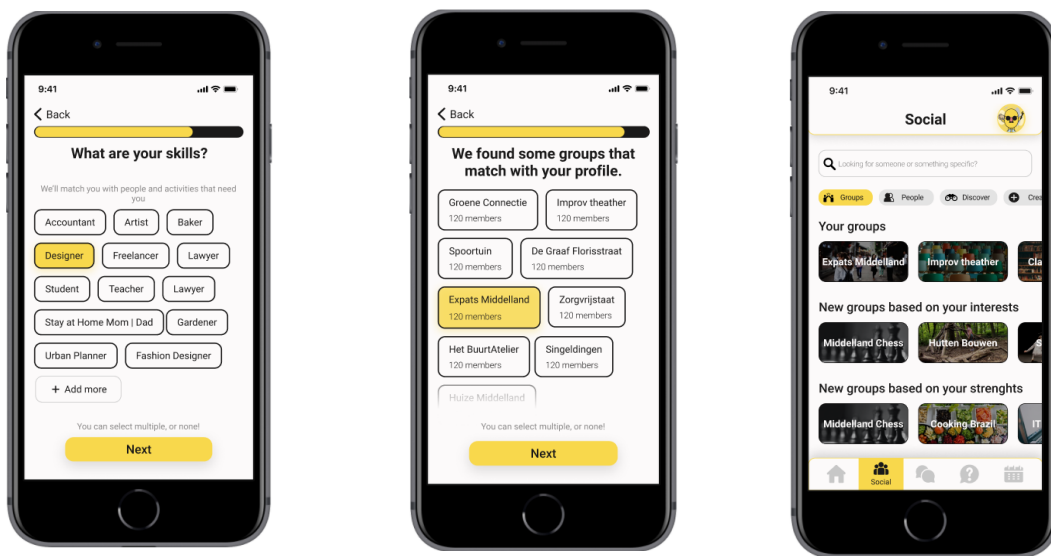 9:41
Back
What are your skills?
We'll match you with people and activities that need
you
Accountant
Artist
Baker
Designer
Freelancer
Lawyer
Student
Teacher
Lawyer
Stay at Home Mom | Dad
Gardener
Urban Planner
Fashion Designer
+ Add more
You can select multiple, or none!
Next
9:41
Back
We found some groups that
match with your profile.
Groene Connectie
120 members
Improv theather
120 members
Spoortuin
120 members
De Graaf Florisstraat
120 members
Expats Middelland
120 members
Zorgvrijstaat
120 members
Het BuurtAtelier
120 members
Singeldingen
120 members
Huize Middelland
You can select multiple, or none!
Next
9:41
Social
Looking for someone or something specific?
Groups
People
Discover
Crea
Your groups
Expats Middelland
Improv theather
Cla
New groups based on your interests
Middelland Chess
Hutten Bouwen
S
New groups based on your strenghts
Middelland Chess
Cooking Brazil
IT
Social